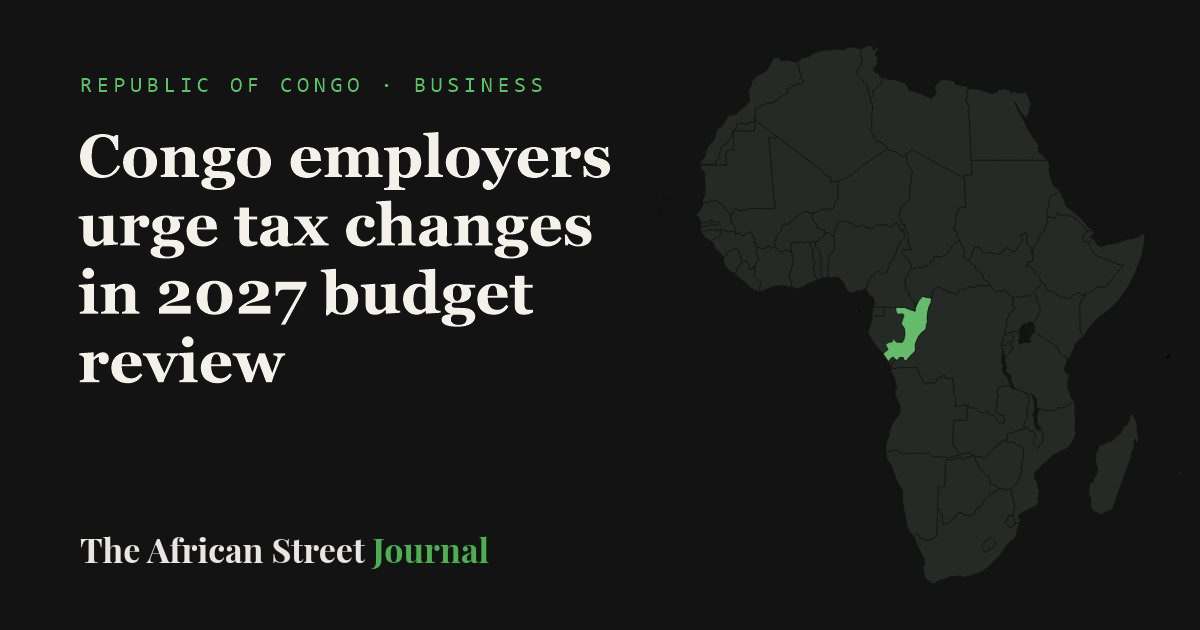 REPUBLIC OF CONGO · BUSINESS
Congo employers
urge tax changes
in 2027 budget
review
The African Street Journal